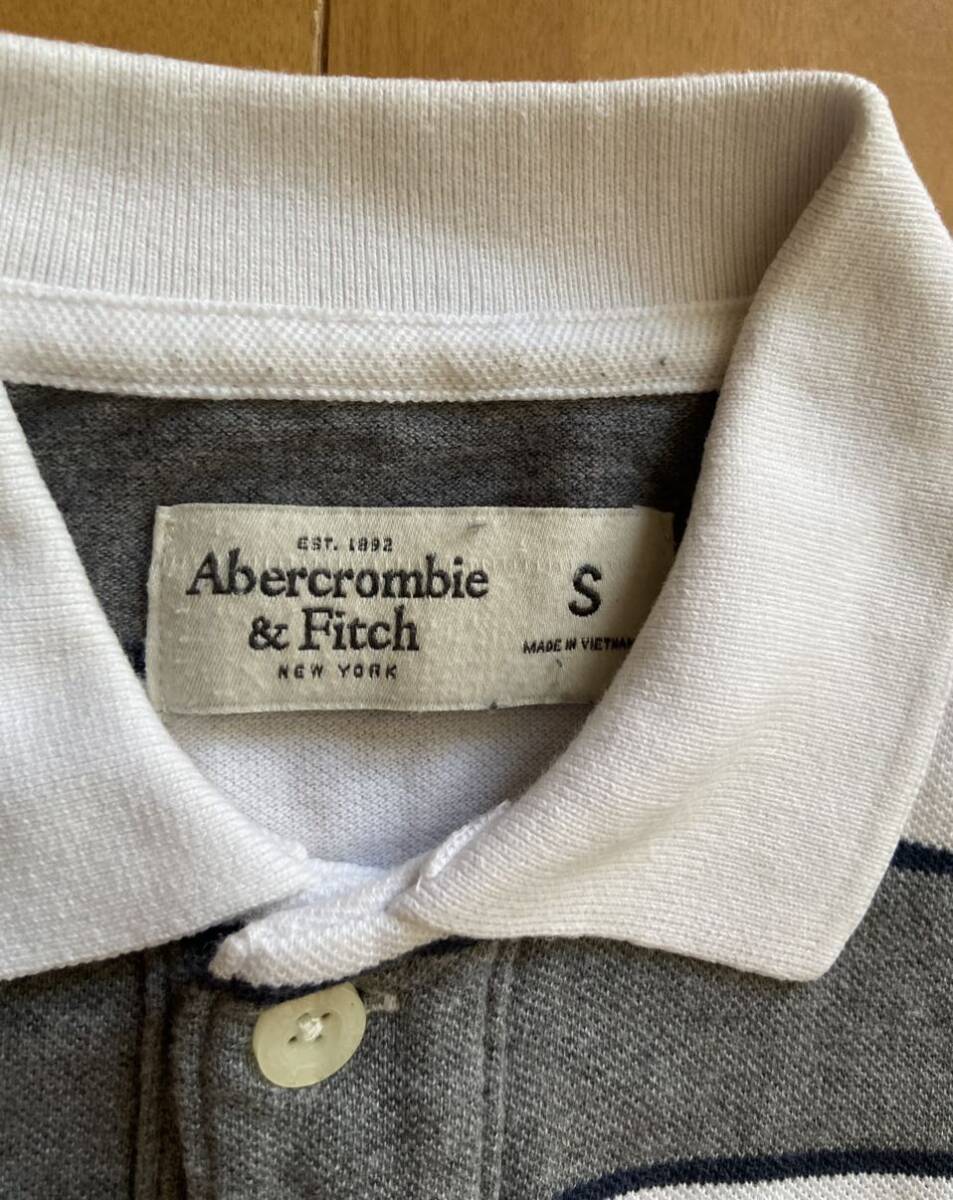 EST. 1892
Abercrombie
& Fitch
NEW YORK
S
MADE IN VIETNAM